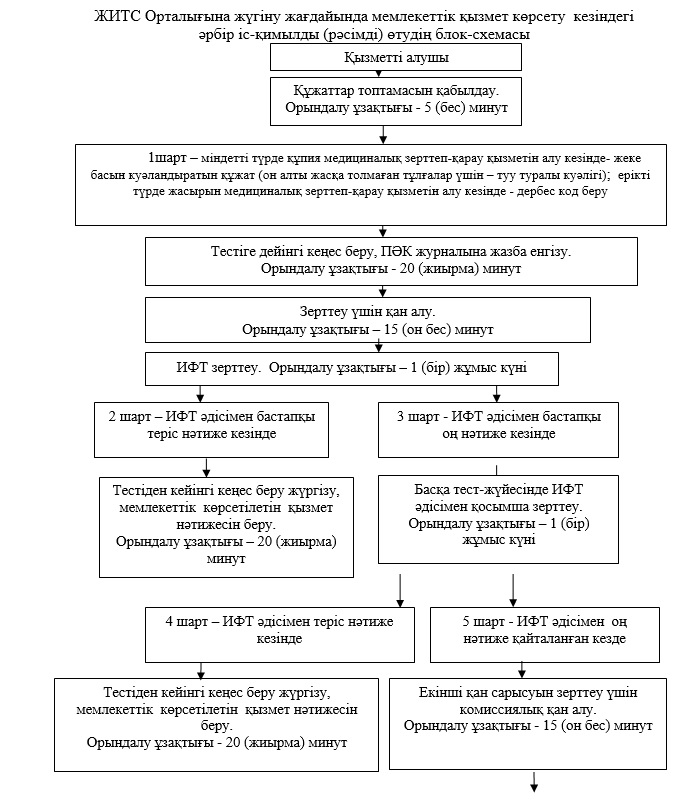 ЖИТС Орталығына жүгіну жағдайында мемлекеттік қызмет көрсету кезіндегі
әрбір іс-қимылды (рәсімді) өтудің блок-схемасы
Қызметті алушы
Құжаттар топтамасын қабылдау.
Орындалу ұзақтығы - 5 (бес) минут
1шарт – міндетті түрде құпия медициналық зерттеп-қарау қызметін алу кезінде- жеке
басын куәландыратын құжат (он алты жасқа толмаған тұлғалар үшін – туу туралы куәлігі); ерікті
түрде жасырын медициналық зерттеп-қарау қызметін алу кезінде - дербес код беру
Тестіге дейінгі кеңес беру, ПӘК журналына жазба енгізу.
Орындалу ұзақтығы - 20 (жиырма) минут
Зерттеу үшін қан алу.
Орындалу ұзақтығы – 15 (он бес) минут
ИФТ зерттеу. Орындалу ұзақтығы – 1 (бір) жұмыс күні
2 шарт – ИФТ әдісімен бастапқы
теріс нәтиже кезінде
3 шарт - ИФТ әдісімен бастапқы
оң нәтиже кезінде
Тестіден кейінгі кеңес беру жүргізу,
мемлекеттік көрсетілетін қызмет
нәтижесін беру.
Орындалу ұзақтығы – 20 (жиырма)
минут
Басқа тест-жүйесінде ИФТ
әдісімен қосымша зерттеу.
Орындалу ұзақтығы – 1 (бір)
жұмыс күні
4 шарт – ИФТ әдісімен теріс нәтиже
кезінде
5 шарт - ИФТ әдісімен оң
нәтиже қайталанған кезде
Тестіден кейінгі кеңес беру жүргізу,
мемлекеттік көрсетілетін қызмет нәтижесін
беру.
Орындалу ұзақтығы - 20 (жиырма) минут
Екінші қан сарысуын зерттеу үшін
комиссиялық қан алу.
Орындалу ұзақтығы - 15 (он бес) минут